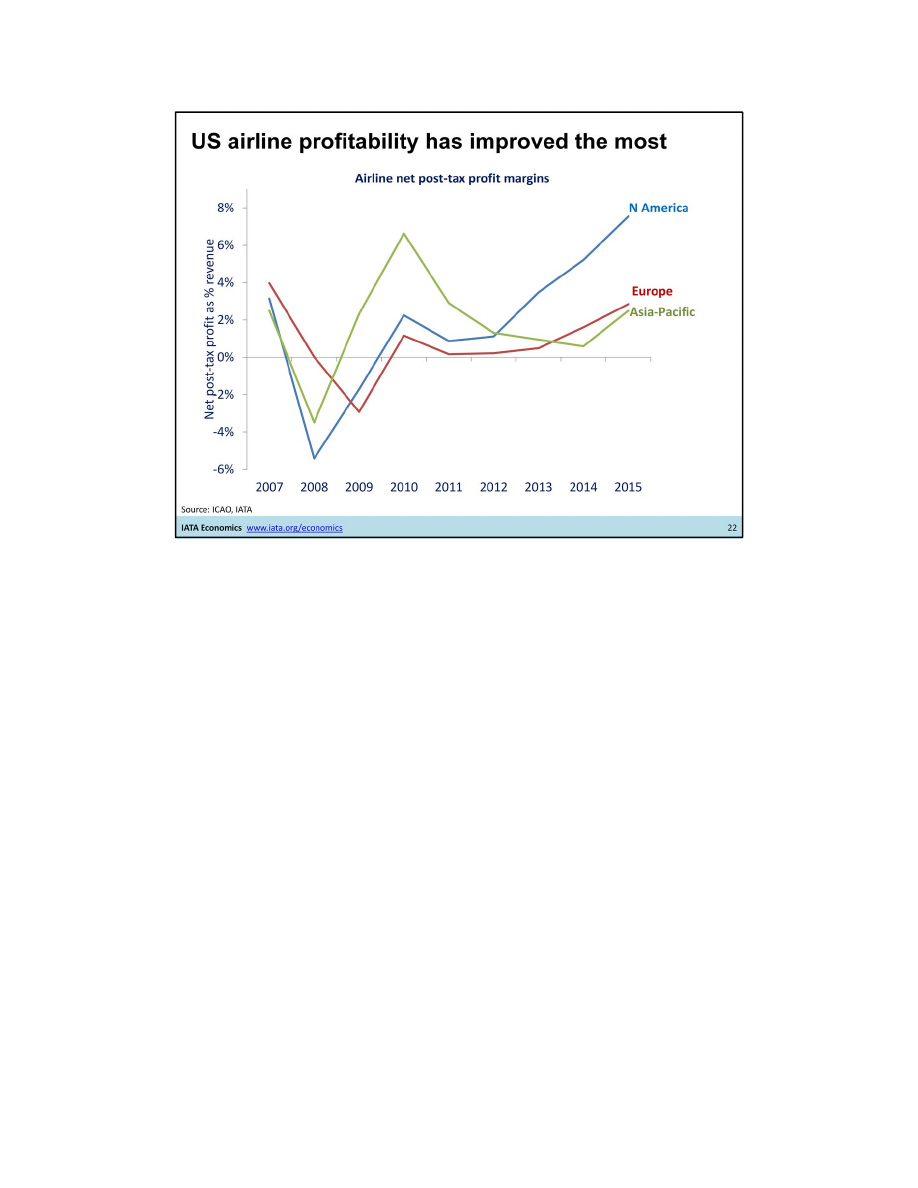 US airline profitability has improved the most
Airline net post-tax profit margins
Net post-tax profit as % revenue
8%
6%
4%
2%
0%
-2%
-4%
-6%
N America
Europe
Asia-Pacific
2007 2008 2009 2010 2011 2012 2013 2014 2015
Source: ICAO, IATA
IATA Economics www.iata.org/economics 22